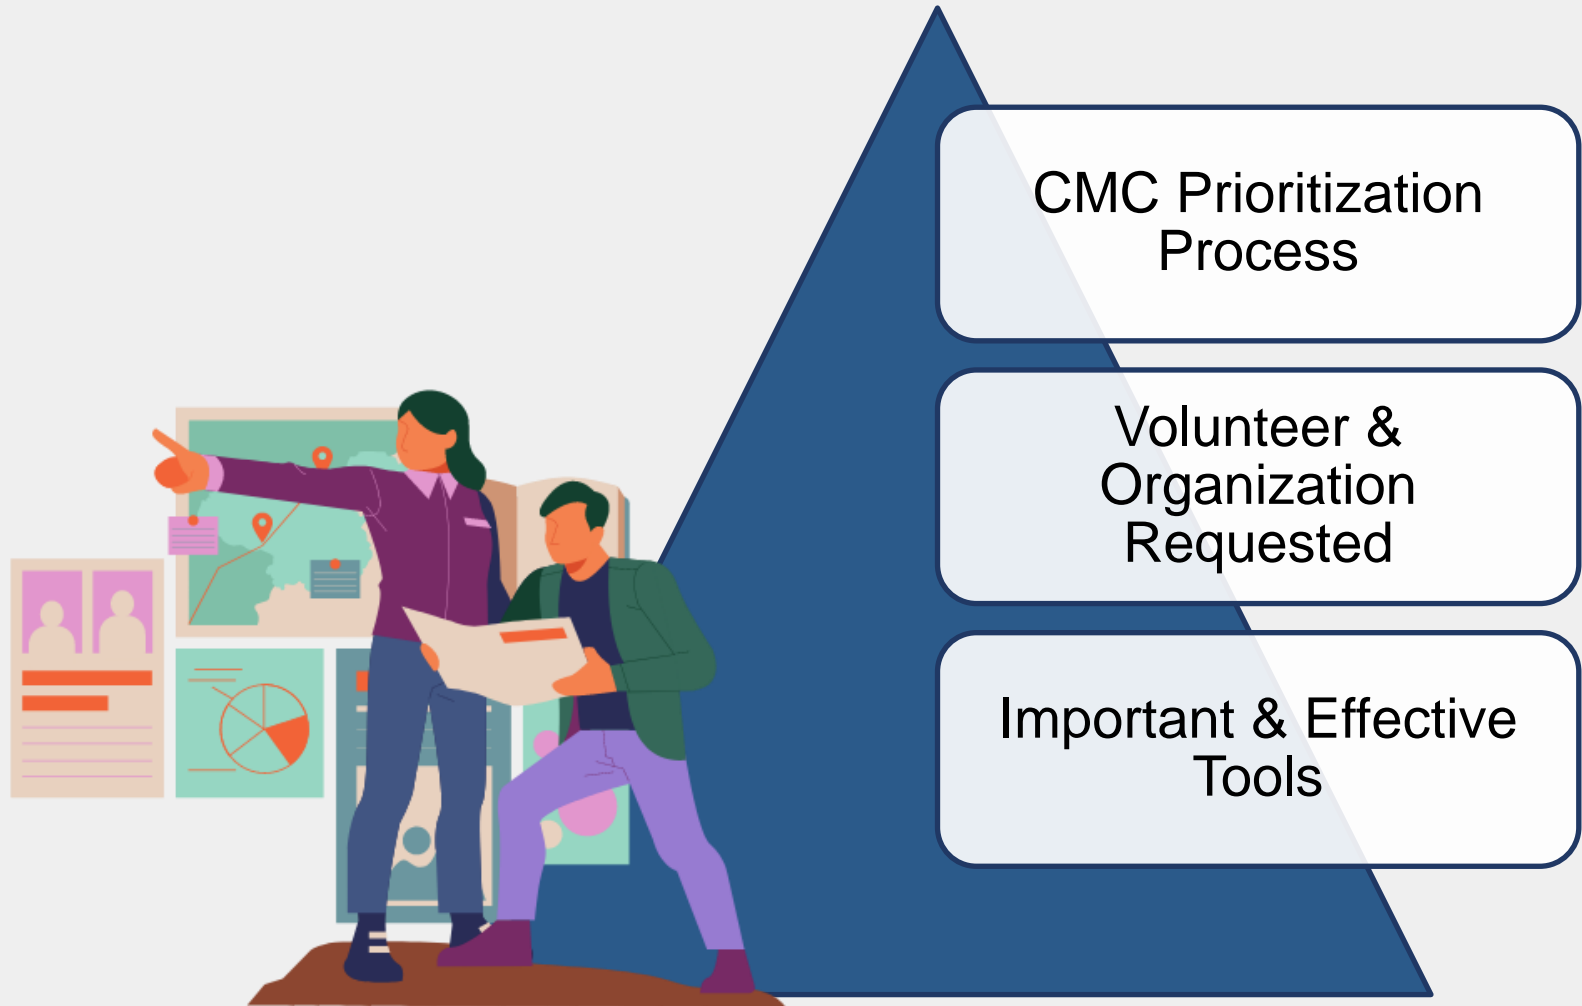 CMC Prioritization
Process
Volunteer &
Organization
Requested
Important & Effective
Tools